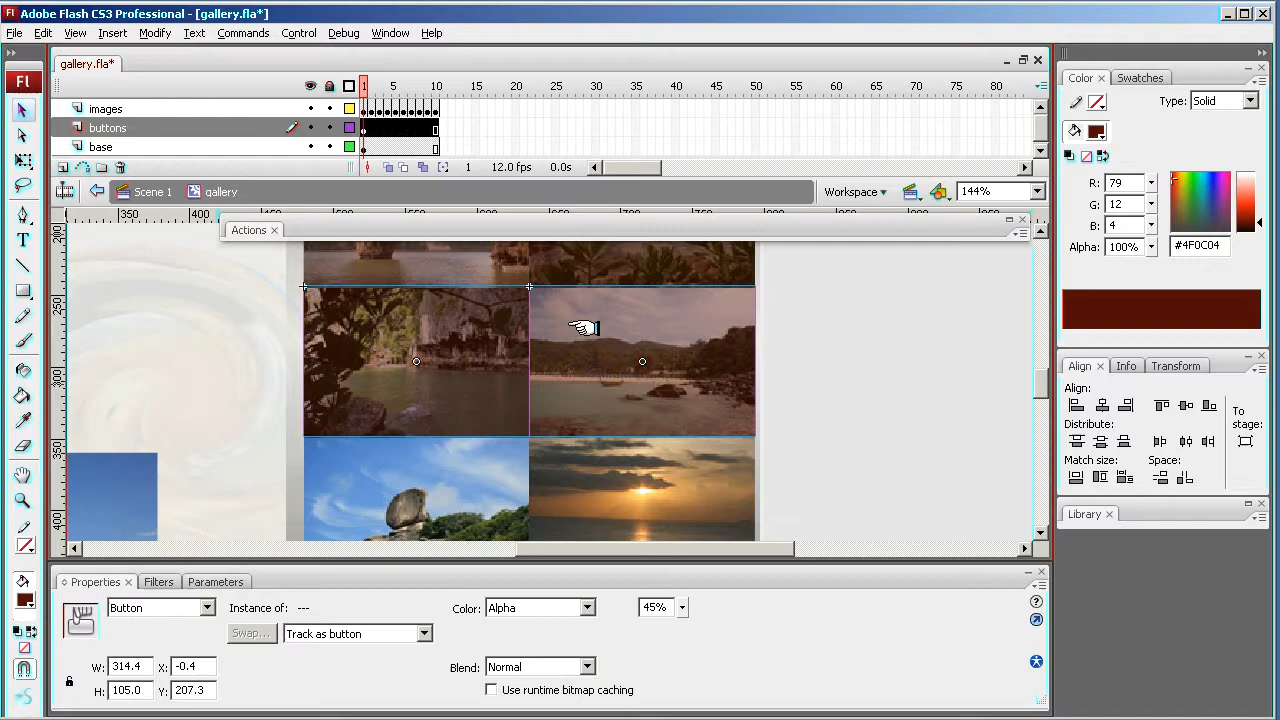 Fl Adobe Flash CS3 Professional - [gallery.fla*]
File Edit View Insert Modify Text Commands Control Debug Window Help
gallery.fla*
1 5 10 15 20 25 30 35 40 45 50 55 60 65 70 75 80
images
buttons
base
1 12.0 fps 0.0s
Scene 1 gallery Workspace 144%
Actions
Fl
T
Color Swatches
Type: Solid
R: 79
G: 12
B: 4
Alpha: 100% #4F0C04
Align Info Transform
Align:
To stage:
Distribute:
Match size: Space:
Library
350 400
200
250
300
350
400
Properties Filters Parameters
Button Instance of: --- Color: Alpha 45%
Swap... Track as button
W: 314.4 X: -0.4 Blend: Normal
H: 105.0 Y: 207.3 Use runtime bitmap caching